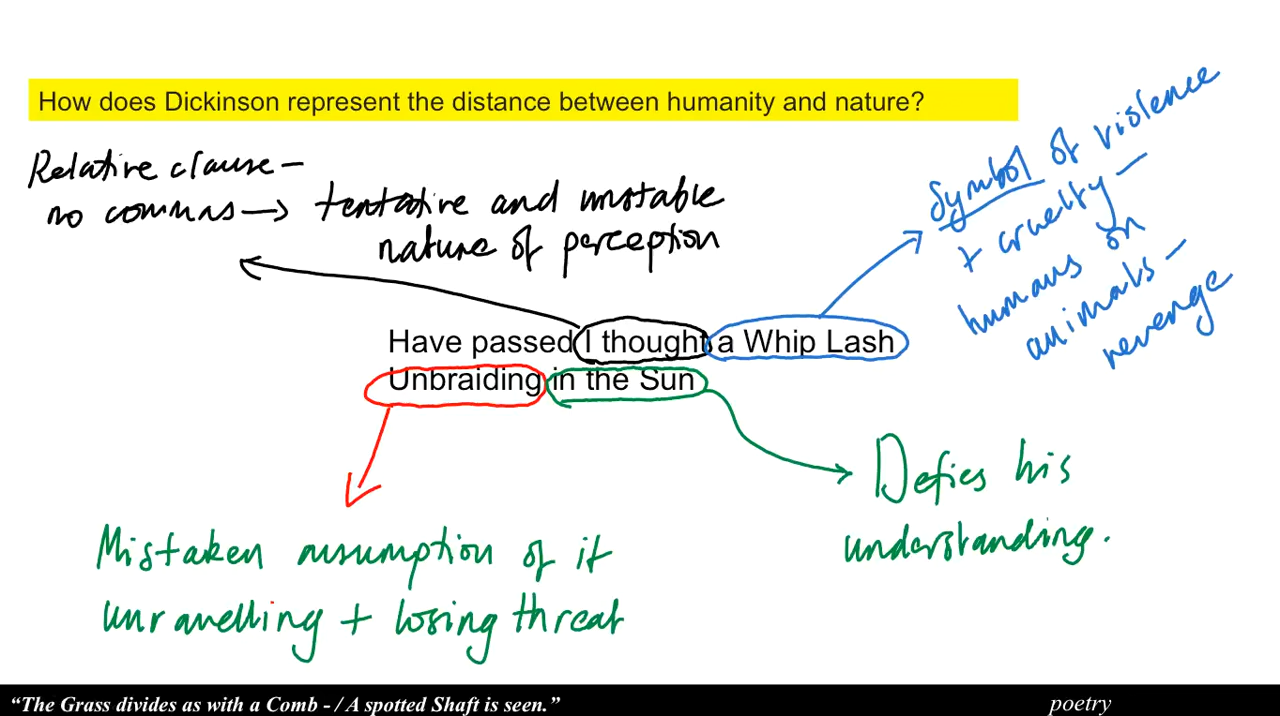 How does Dickinson represent the distance between humanity and nature?
Relative clause –
no commas → tentative and unstable
nature of perception
Symbol of violence
+ cruelty –
humans on
animals –
revenge
Have passed I thought a Whip Lash
Unbraiding in the Sun
Defies his
understanding.
Mistaken assumption of it
unravelling + losing threat
“The Grass divides as with a Comb - / A spotted Shaft is seen.”
poetry